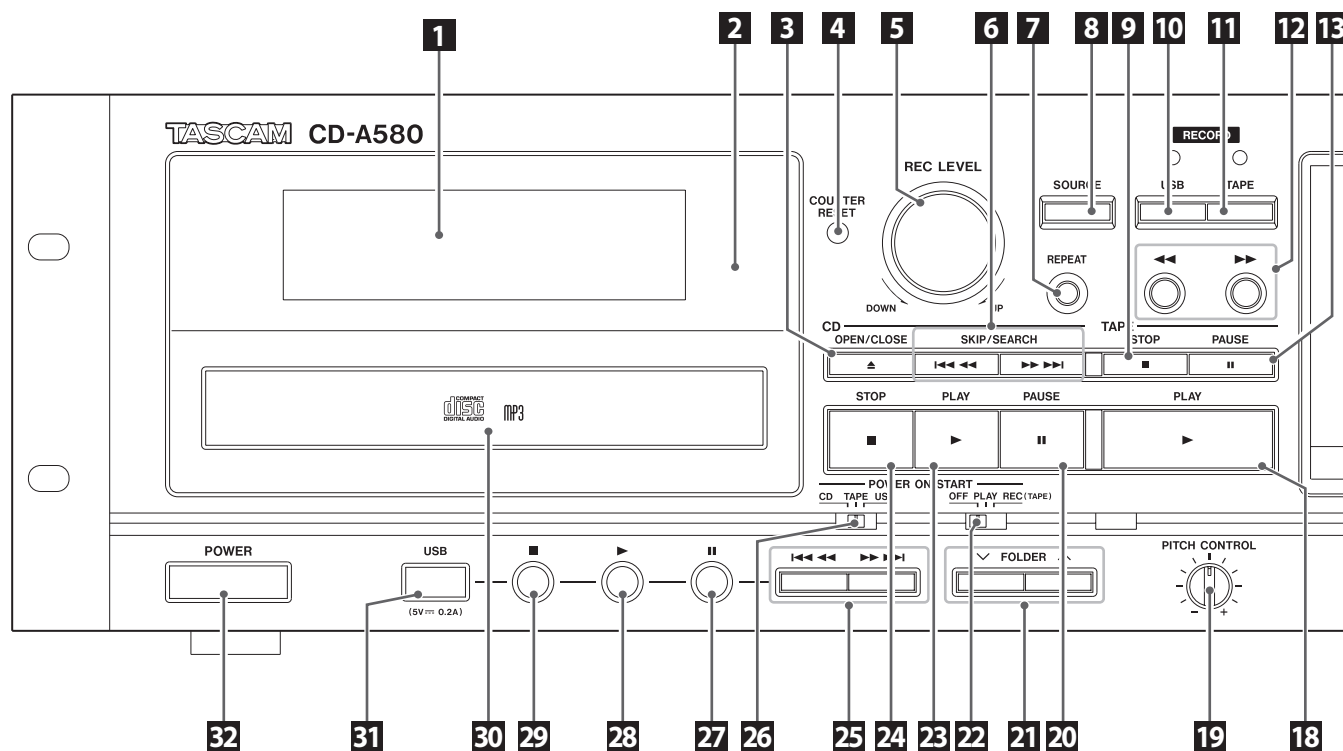 1 2 3 4 5 6 7 8 9 10 11 12 13
TASCAM CD-A580
RECORD
REC LEVEL
SOURCE USB TAPE
COUNTER
RESET
REPEAT
DOWN UP
CD TAPE
OPEN/CLOSE SKIP/SEARCH STOP PAUSE
STOP PLAY PAUSE PLAY
COMPACT
disc
DIGITAL AUDIO
MP3
POWER ON START
CD TAPE USB OFF PLAY REC (TAPE)
POWER USB FOLDER PITCH CONTROL
(5V 0.2A)
- +
32 31 30 29 28 27 26 25 24 23 22 21 20 19 18